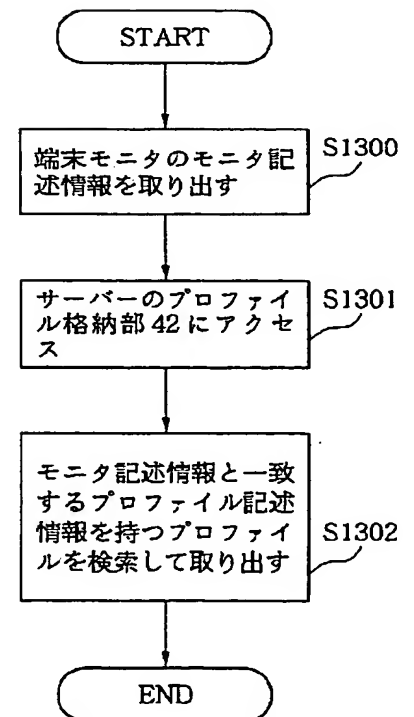 START
端末モニタのモニタ記
述情報を取り出す
S1300
サーバーのプロファイ
ル格納部42にアクセ
ス
S1301
モニタ記述情報と一致
するプロファイル記述
情報を持つプロファイ
ルを検索して取り出す
S1302
END